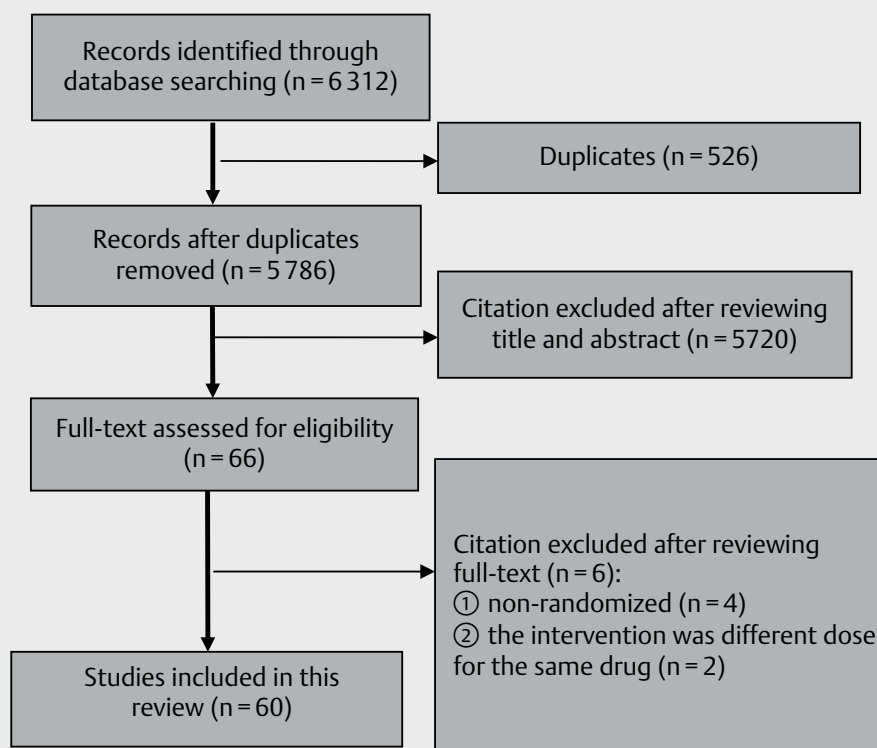 Records identified through
database searching (n = 6 312)
Duplicates (n = 526)
Records after duplicates
removed (n = 5 786)
Citation excluded after reviewing
title and abstract (n = 5720)
Full-text assessed for eligibility
(n = 66)
Citation excluded after reviewing
full-text (n = 6):
① non-randomized (n = 4)
② the intervention was different dose
for the same drug (n = 2)
Studies included in this
review (n = 60)